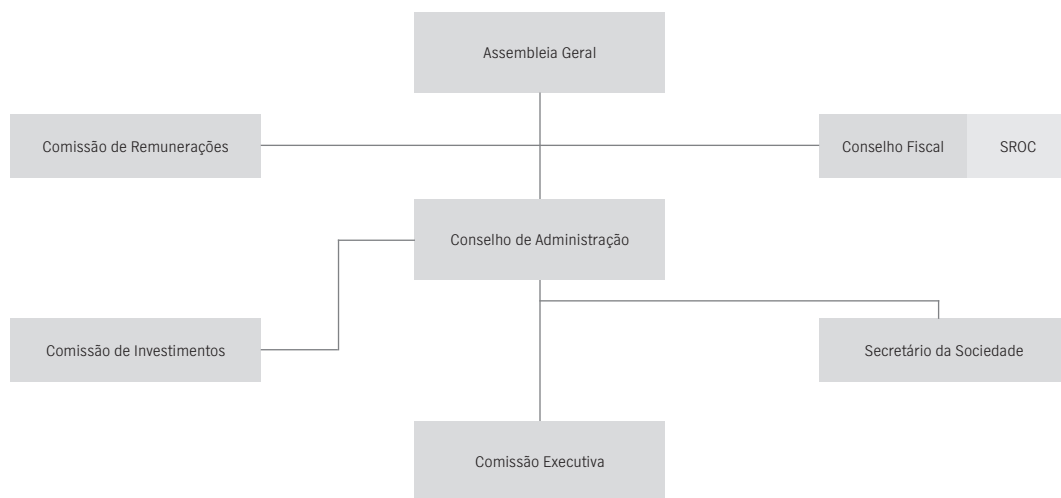 Assembleia Geral
Comissão de Remunerações
Conselho Fiscal
SROC
Conselho de Administração
Comissão de Investimentos
Secretário da Sociedade
Comissão Executiva